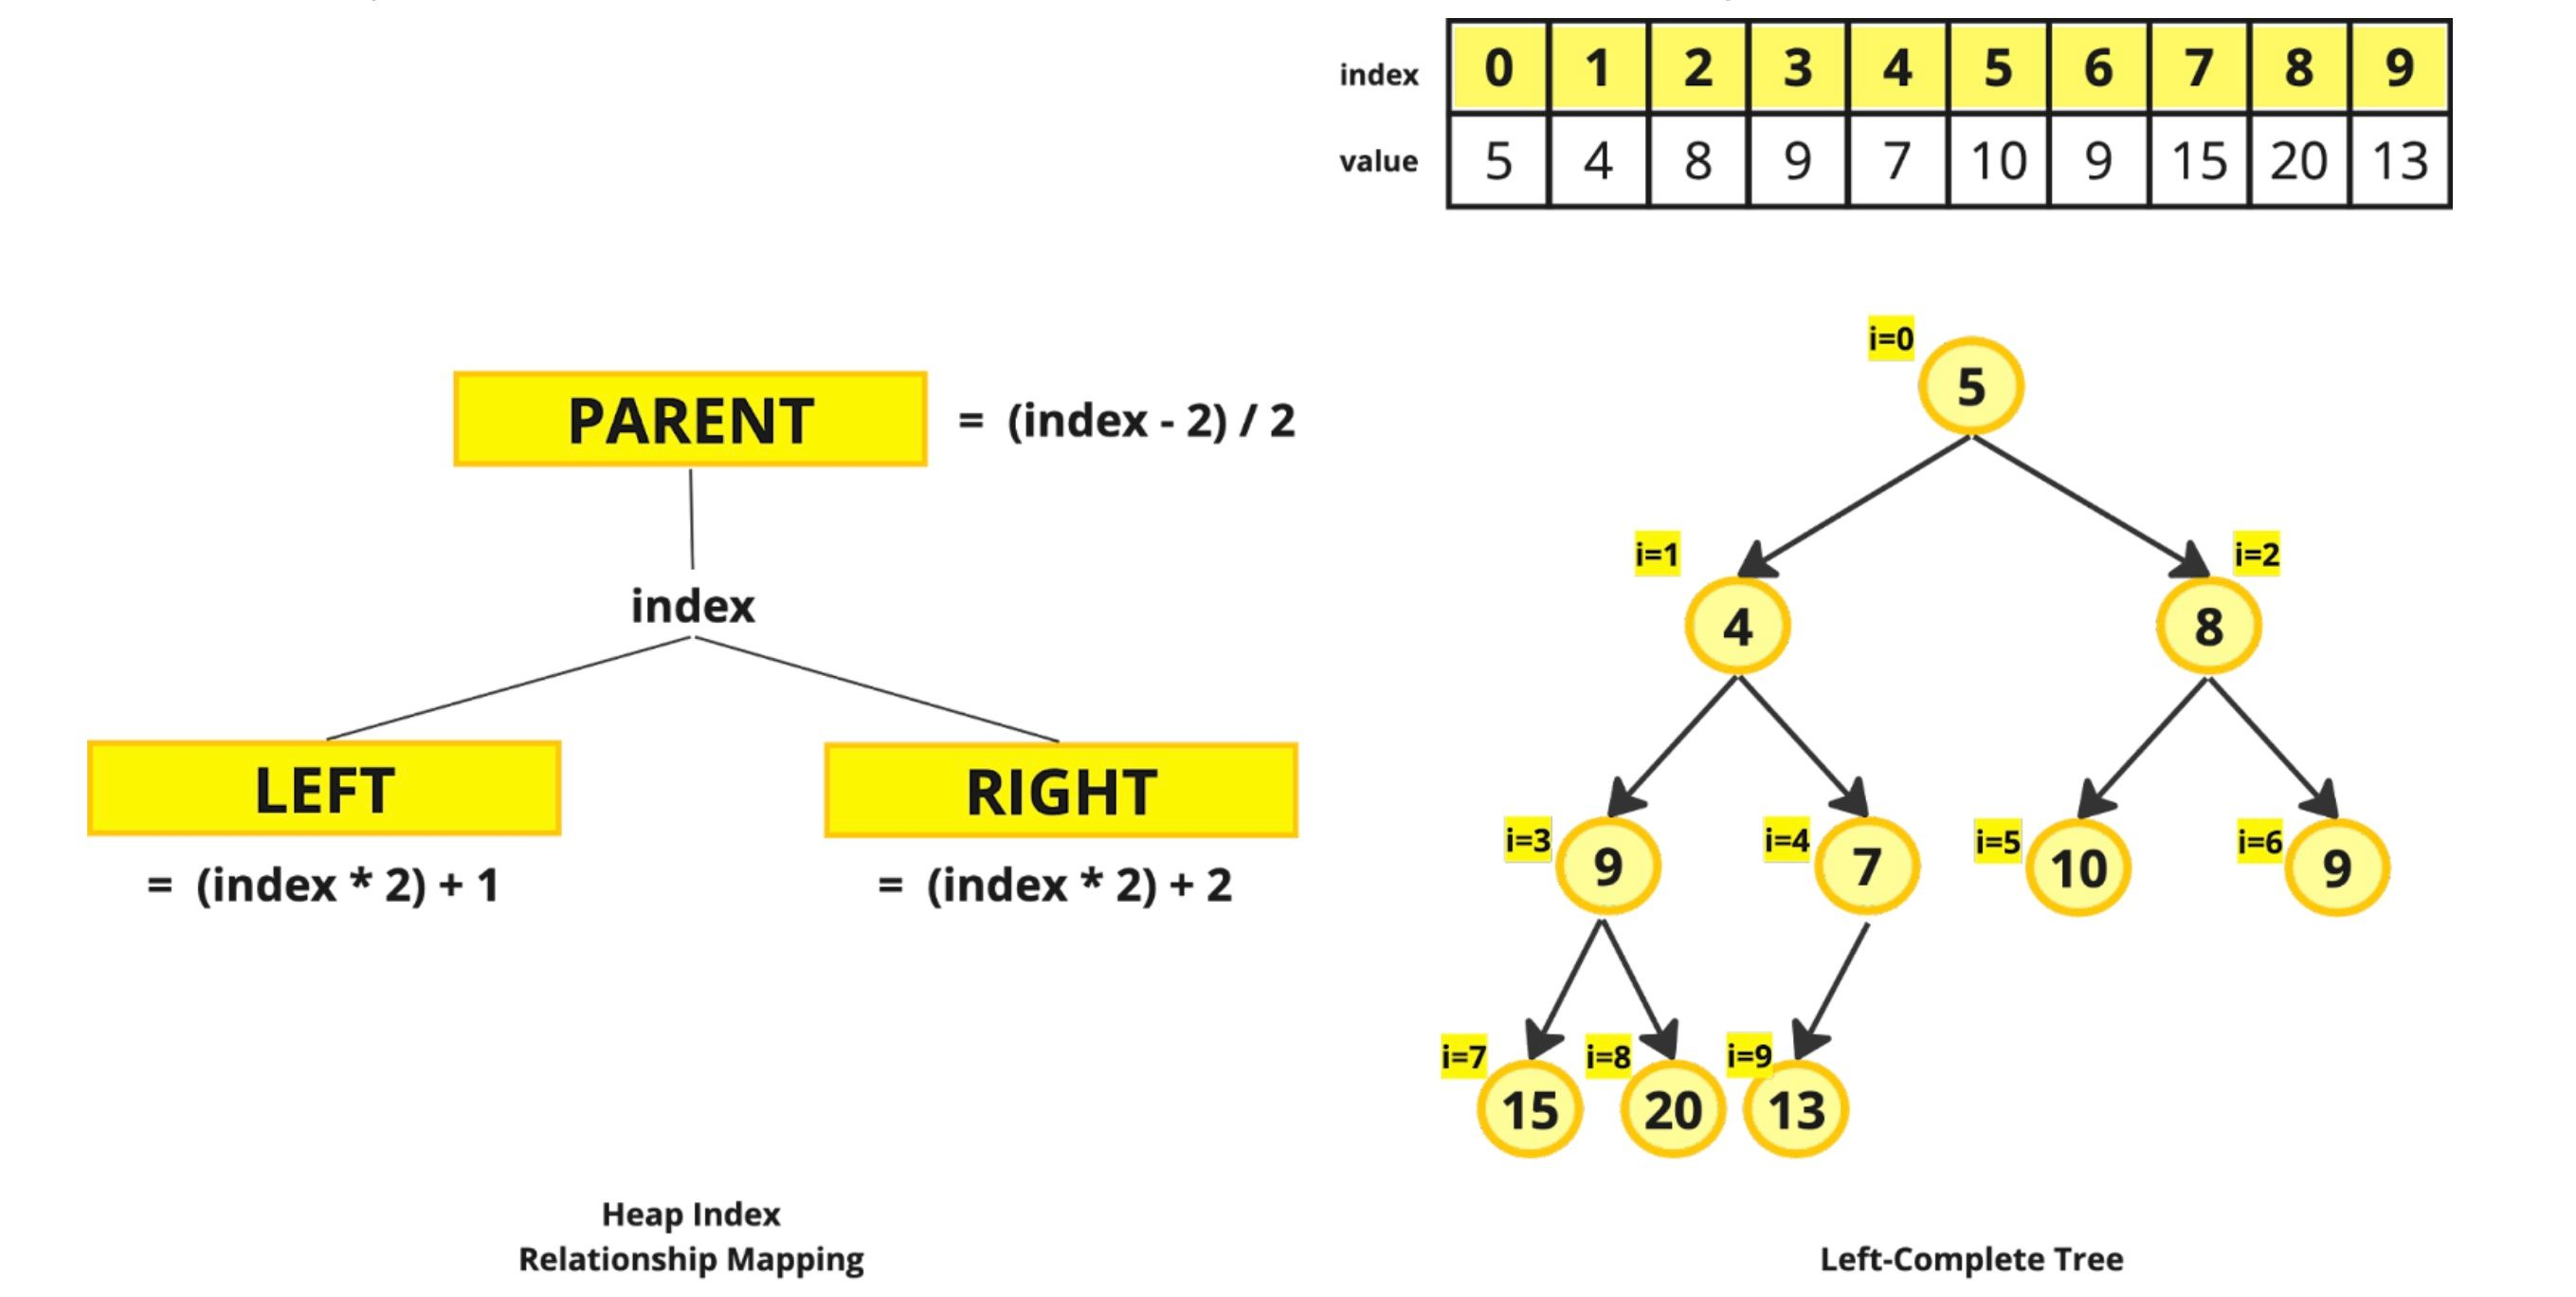 index 0 1 2 3 4 5 6 7 8 9
value 5 4 8 9 7 10 9 15 20 13
PARENT = (index - 2) / 2
index
LEFT
= (index * 2) + 1
RIGHT
= (index * 2) + 2
Heap Index
Relationship Mapping
i=0
5
i=1
4
i=2
8
i=3
9
i=4
7
i=5
10
i=6
9
i=7
15
i=8
20
i=9
13
Left-Complete Tree